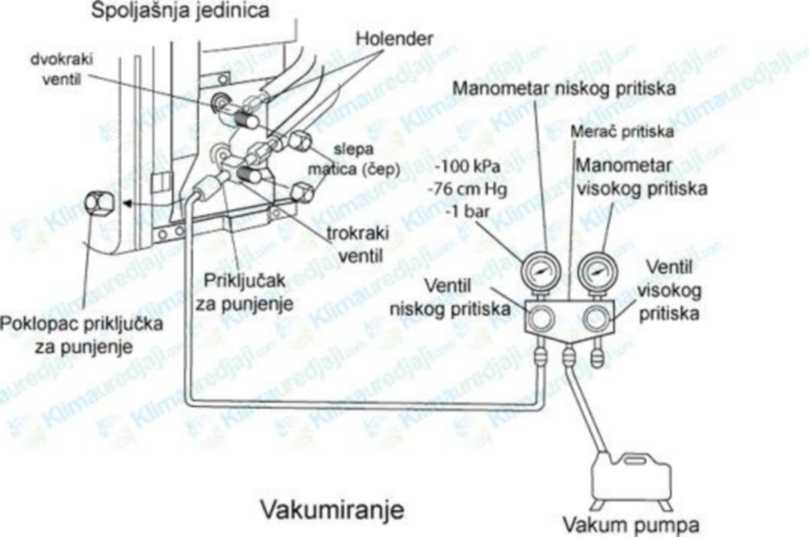 Spoljašnja jedinica
dvokraki
ventil
Holender
Manometar niskog pritiska
Merač pritiska
slepa
matica (čep)
-100 kPa
-76 cm Hg
-1 bar
Manometar
visokog pritiska
trokraki
ventil
Priključak
za punjenje
Ventil
niskog pritiska
Ventil
visokog
pritiska
Poklopac priključka
za punjenje
Vakumiranje
Vakum pumpa
Klimauredjaji.com